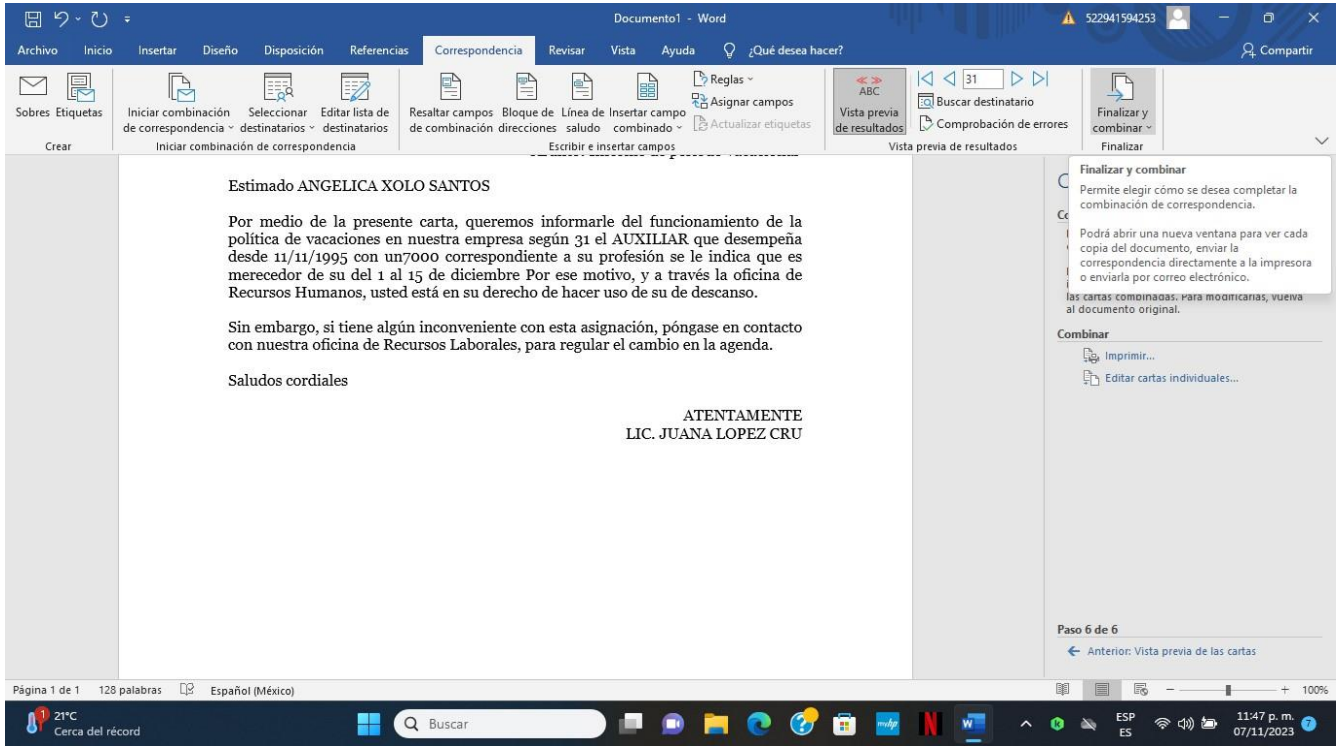 Documento1 - Word
522941594253
Archivo Inicio Insertar Diseño Disposición Referencias Correspondencia Revisar Vista Ayuda ¿Qué desea hacer? Compartir
Sobres Etiquetas
Crear
Iniciar combinación de correspondencia
Seleccionar destinatarios
Editar lista de destinatarios
Iniciar combinación de correspondencia
Resaltar campos de combinación
Bloque de direcciones
Línea de saludo
Insertar campo combinado
Reglas
Asignar campos
Actualizar etiquetas
Escribir e insertar campos
ABC
Vista previa de resultados
31
Buscar destinatario
Comprobación de errores
Vista previa de resultados
Finalizar y combinar
Finalizar
Estimado ANGELICA XOLO SANTOS
Por medio de la presente carta, queremos informarle del funcionamiento de la
política de vacaciones en nuestra empresa según 31 el AUXILIAR que desempeña
desde 11/11/1995 con un7000 correspondiente a su profesión se le indica que es
merecedor de su del 1 al 15 de diciembre Por ese motivo, y a través la oficina de
Recursos Humanos, usted está en su derecho de hacer uso de su de descanso.
Sin embargo, si tiene algún inconveniente con esta asignación, póngase en contacto
con nuestra oficina de Recursos Laborales, para regular el cambio en la agenda.
Saludos cordiales
ATENTAMENTE
LIC. JUANA LOPEZ CRU
Finalizar y combinar
Permite elegir cómo se desea completar la
combinación de correspondencia.
Podrá abrir una nueva ventana para ver cada
copia del documento, enviar la
correspondencia directamente a la impresora
o enviarla por correo electrónico.
las cartas combinadas. Para modificarlas, vuelva
al documento original.
Combinar
Imprimir...
Editar cartas individuales...
Paso 6 de 6
Anterior: Vista previa de las cartas
Página 1 de 1 128 palabras Español (México) 100%
1
21°C
Cerca del récord
Buscar
mdhp
N
W
ESP
ES
11:47 p. m.
07/11/2023
7